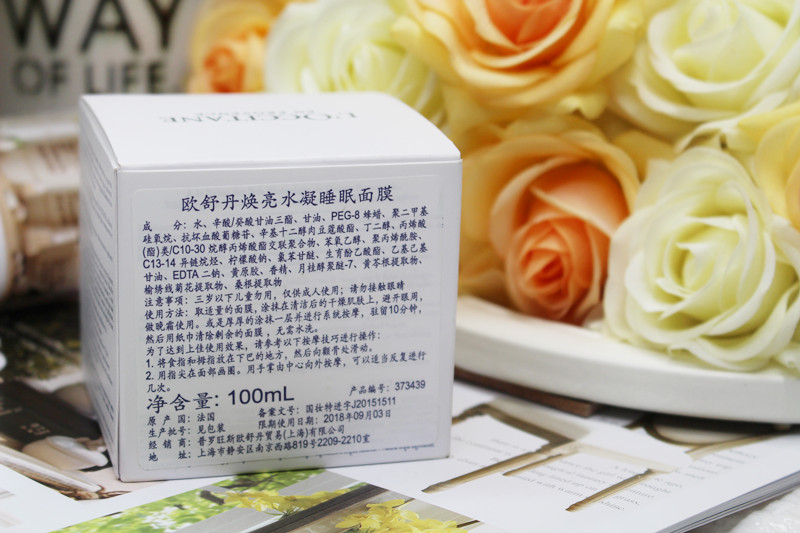 WAY
OF LIFE
L'OCCITANE
欧舒丹焕亮水凝睡眠面膜
成 分:水、辛酸/癸酸甘油三酯、甘油、PEG-8 蜂蜡、聚二甲基
硅氧烷、抗坏血酸葡糖苷、辛基十二醇肉豆蔻酸酯、丁二醇、丙烯酸
(酯)类/C10-30 烷醇丙烯酸酯交联聚合物、苯氧乙醇、聚丙烯酰胺、
C13-14 异链烷烃、柠檬酸钠、氯苯甘醚、生育酚乙酸酯、乙基己基
甘油、EDTA 二钠、黄原胶、香精、月桂醇聚醚-7、黄芩根提取物、
榆绣线菊花提取物、桑根提取物
注意事项：三岁以下儿童勿用，仅供成人使用；请勿接触眼睛
使用方法：取适量的面膜，涂抹在清洁后的干燥肌肤上，避开眼周，
做晚霜使用。或是厚厚的涂抹一层并进行系统按摩，驻留10分钟，
然后用纸巾清除剩余的面膜，无需水洗。
为了达到上佳使用效果，请参考以下按摩技巧进行操作:
1. 将食指和拇指放在下巴的地方，然后向颧骨处滑动。
2. 用指尖在面部画圈。用手掌由中心向外按摩，可以适当反复进行
几次。
净含量: 100mL 产品编号: 373439
原 产 国: 法国 备案文号: 国妆特进字J20151511
生产批号: 见包装 限期使用日期: 2018年09月03日
经 销 商: 普罗旺斯欧舒丹贸易(上海)有限公司
地 址: 上海市静安区南京西路819号2209-2210室